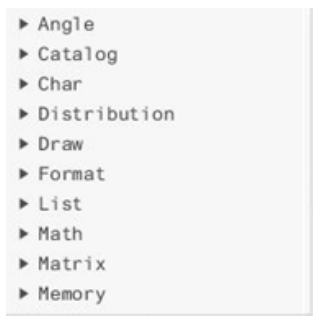 Angle
Catalog
Char
Distribution
Draw
Format
List
Math
Matrix
Memory